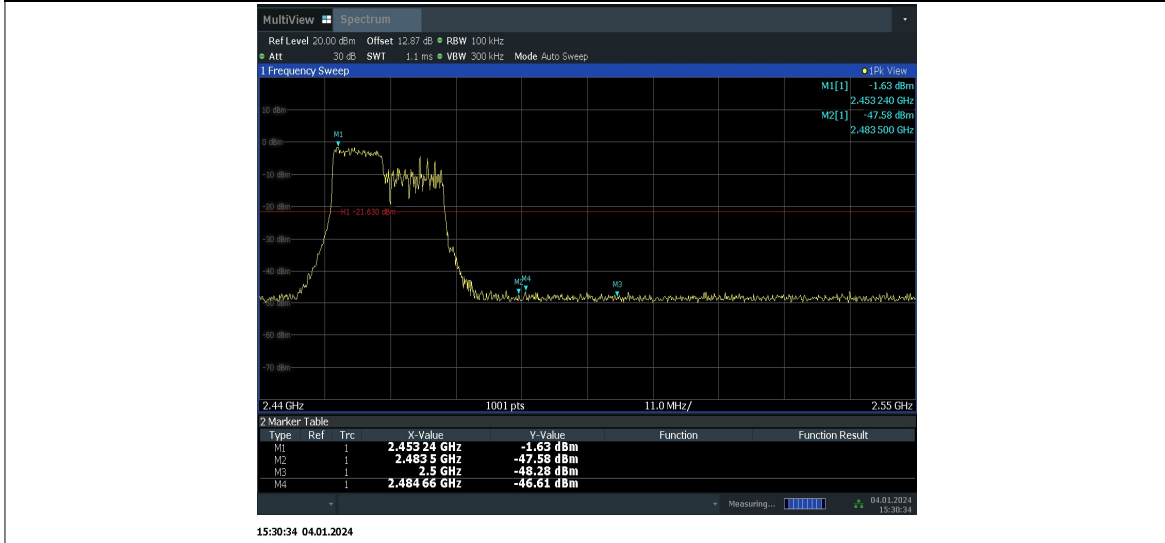 MultiView Spectrum
Ref Level 20.00 dBm Offset 12.87 dB RBW 100 kHz
Att 30 dB SWT 1.1 ms VBW 300 kHz Mode Auto Sweep
1 Frequency Sweep 1Pk View
M1[1] -1.63 dBm
2.453 240 GHz
M2[1] -47.58 dBm
2.483 500 GHz
10 dBm
0 dBm
M1
-10 dBm
-20 dBm
H1 -21.630 dBm
-30 dBm
-40 dBm
M2 M4 M3
-50 dBm
-60 dBm
-70 dBm
2.44 GHz 1001 pts 11.0 MHz/ 2.55 GHz
2 Marker Table
Type Ref Trc X-Value Y-Value Function Function Result
M1 1 2.453 24 GHz -1.63 dBm
M2 1 2.483 5 GHz -47.58 dBm
M3 1 2.5 GHz -48.28 dBm
M4 1 2.484 66 GHz -46.61 dBm
Measuring... 04.01.2024
15:30:34
15:30:34 04.01.2024